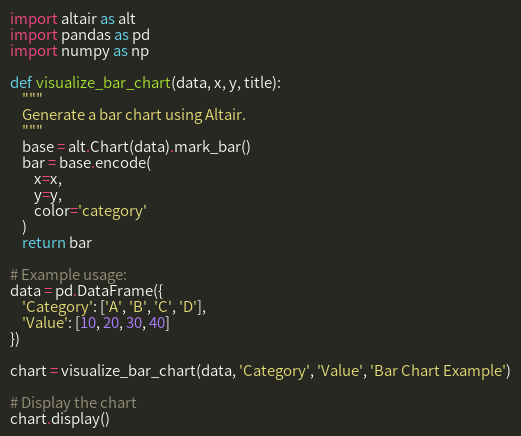 import altair as alt
import pandas as pd
import numpy as np

def visualize_bar_chart(data, x, y, title):
    """
    Generate a bar chart using Altair.
    """
    base = alt.Chart(data).mark_bar()
    bar = base.encode(
        x=x,
        y=y,
        color='category'
    )
    return bar

# Example usage:
data = pd.DataFrame({
    'Category': ['A', 'B', 'C', 'D'],
    'Value': [10, 20, 30, 40]
})

chart = visualize_bar_chart(data, 'Category', 'Value', 'Bar Chart Example')

# Display the chart
chart.display()